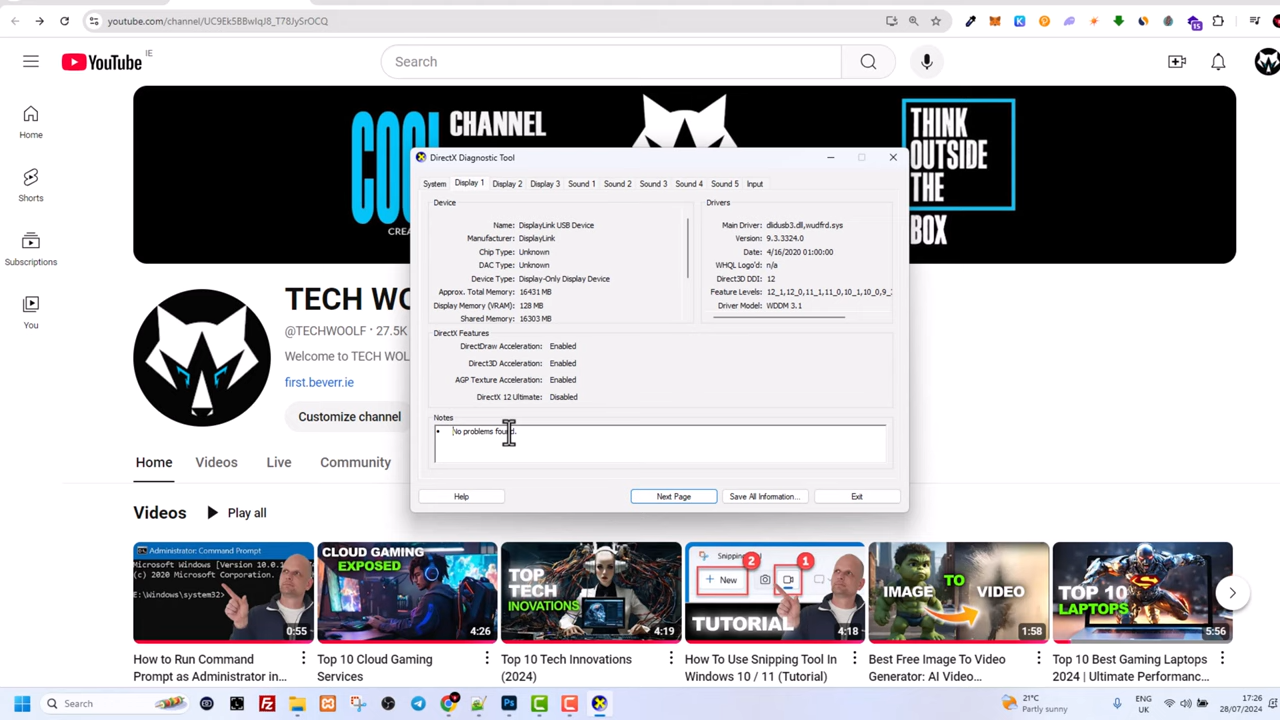 youtube.com/channel/UC9Ek5BBwIqJ8_T78JySrOCQ
15
YouTube IE
Search
COOL CHANNEL
THINK
OUTSIDE
THE
BOX
DirectX Diagnostic Tool
System Display 1 Display 2 Display 3 Sound 1 Sound 2 Sound 3 Sound 4 Sound 5 Input
Device
Name: DisplayLink USB Device
Manufacturer: DisplayLink
Chip Type: Unknown
DAC Type: Unknown
Device Type: Display-Only Display Device
Approx. Total Memory: 16431 MB
Display Memory (VRAM): 128 MB
Shared Memory: 16303 MB
Drivers
Main Driver: dlidusb3.dll,wudfrd.sys
Version: 9.3.3324.0
Date: 4/16/2020 01:00:00
WHQL Logo'd: n/a
Direct3D DDI: 12
Feature Levels: 12_1,12_0,11_1,11_0,10_1,10_0,9_
Driver Model: WDDM 3.1
DirectX Features
DirectDraw Acceleration: Enabled
Direct3D Acceleration: Enabled
AGP Texture Acceleration: Enabled
DirectX 12 Ultimate: Disabled
Notes
• No problems found.
Help Next Page Save All Information... Exit
Home
Shorts
Subscriptions
You
TECH WO
@TECHWOOLF · 27.5K
Welcome to TECH WOL
first.beverr.ie
Customize channel
Home Videos Live Community
Videos Play all
Administrator: Command Prompt
Microsoft Windows [Version 10.0.
(c) 2020 Microsoft Corporation.
E:\Windows\system32>
0:55
CLOUD GAMING
EXPOSED
4:26
TOP
TECH
INOVATIONS
4:19
Snipping
2
1
New
TUTORIAL
4:18
IMAGE TO VIDEO
1:58
TOP 10
LAPTOPS
5:56
How to Run Command
Prompt as Administrator in...
Top 10 Cloud Gaming
Services
Top 10 Tech Innovations
(2024)
How To Use Snipping Tool In
Windows 10 / 11 (Tutorial)
Best Free Image To Video
Generator: AI Video...
Top 10 Best Gaming Laptops
2024 | Ultimate Performanc...
Search
21°C
Partly sunny
ENG
UK
17:26
28/07/2024